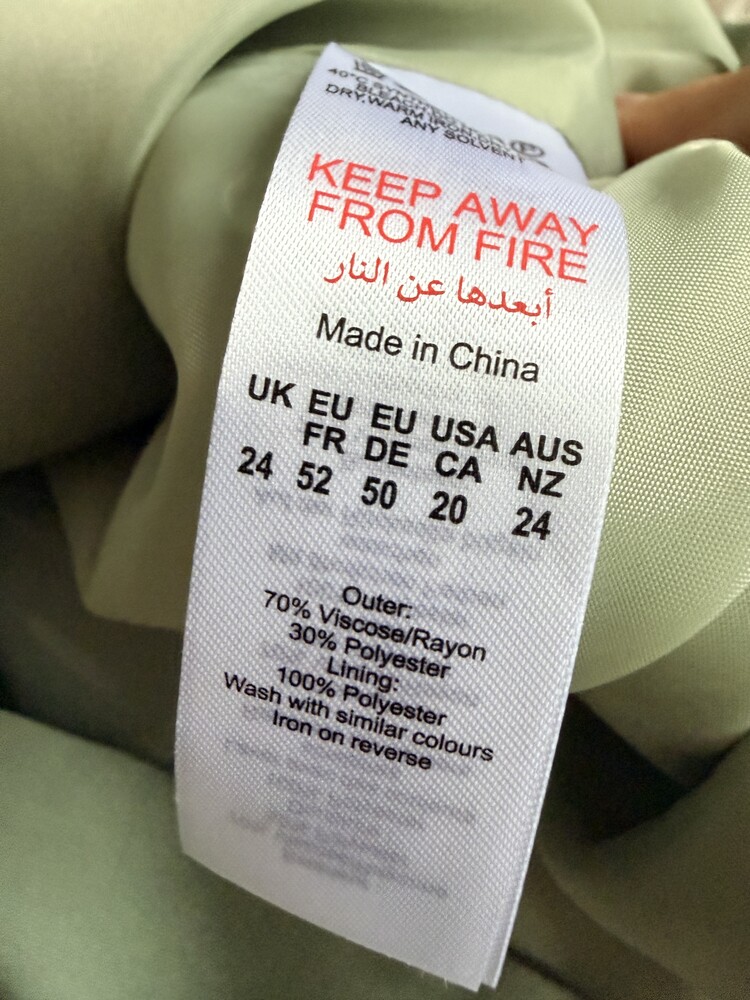 40°C
BLEACH
DRY, WARM IRON
ANY SOLVENT
KEEP AWAY
FROM FIRE
أبعدها عن النار
Made in China
UK EU EU USA AUS
FR DE CA NZ
24 52 50 20 24
Outer:
70% Viscose/Rayon
30% Polyester
Lining:
100% Polyester
Wash with similar colours
Iron on reverse